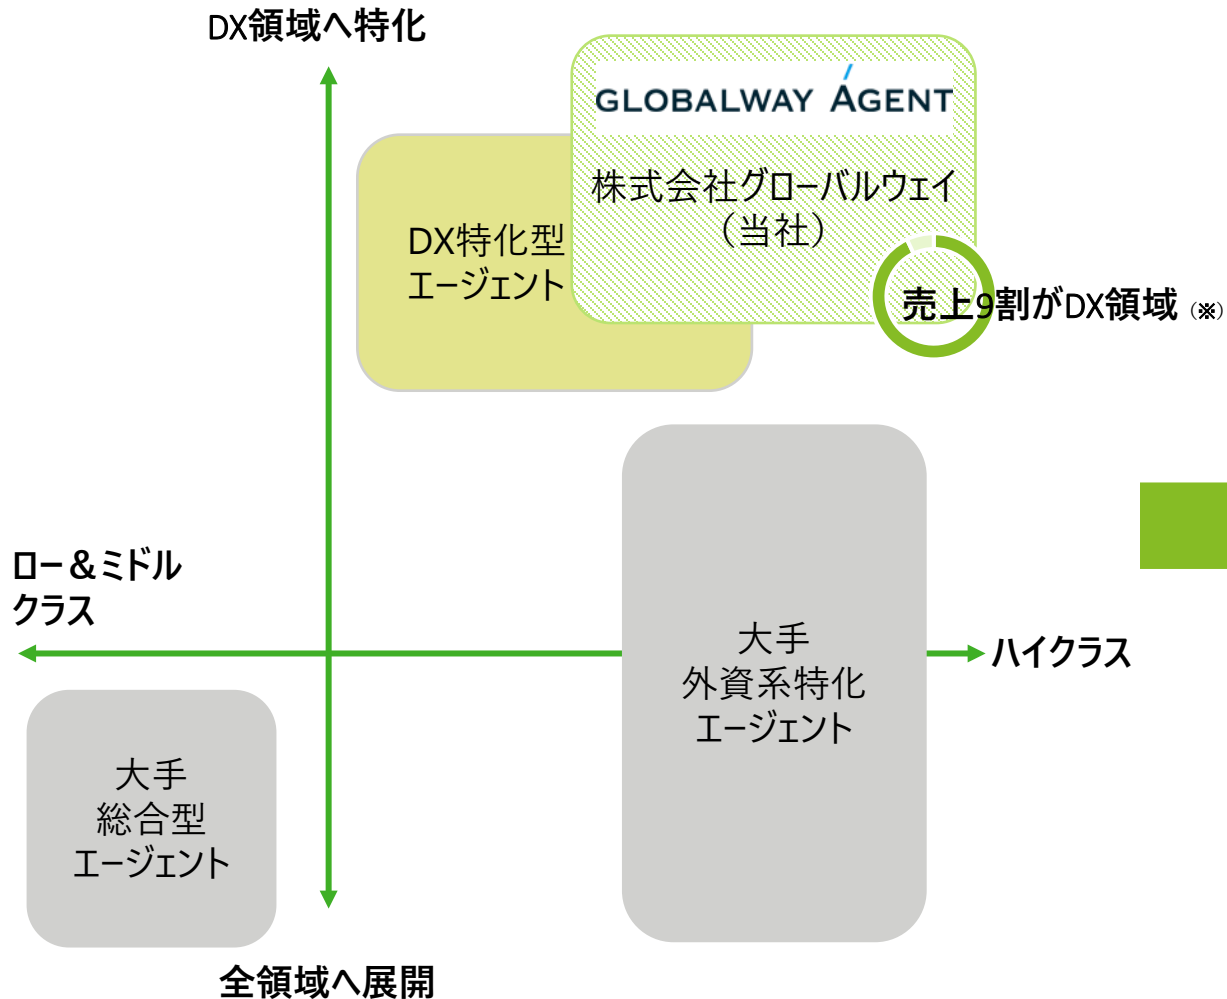 DX領域へ特化
GLOBALWAY AGENT
株式会社グローバルウェイ
（当社）
DX特化型
エージェント
売上9割がDX領域（※）
ロー＆ミドル
クラス
ハイクラス
大手
外資系特化
エージェント
大手
総合型
エージェント
全領域へ展開